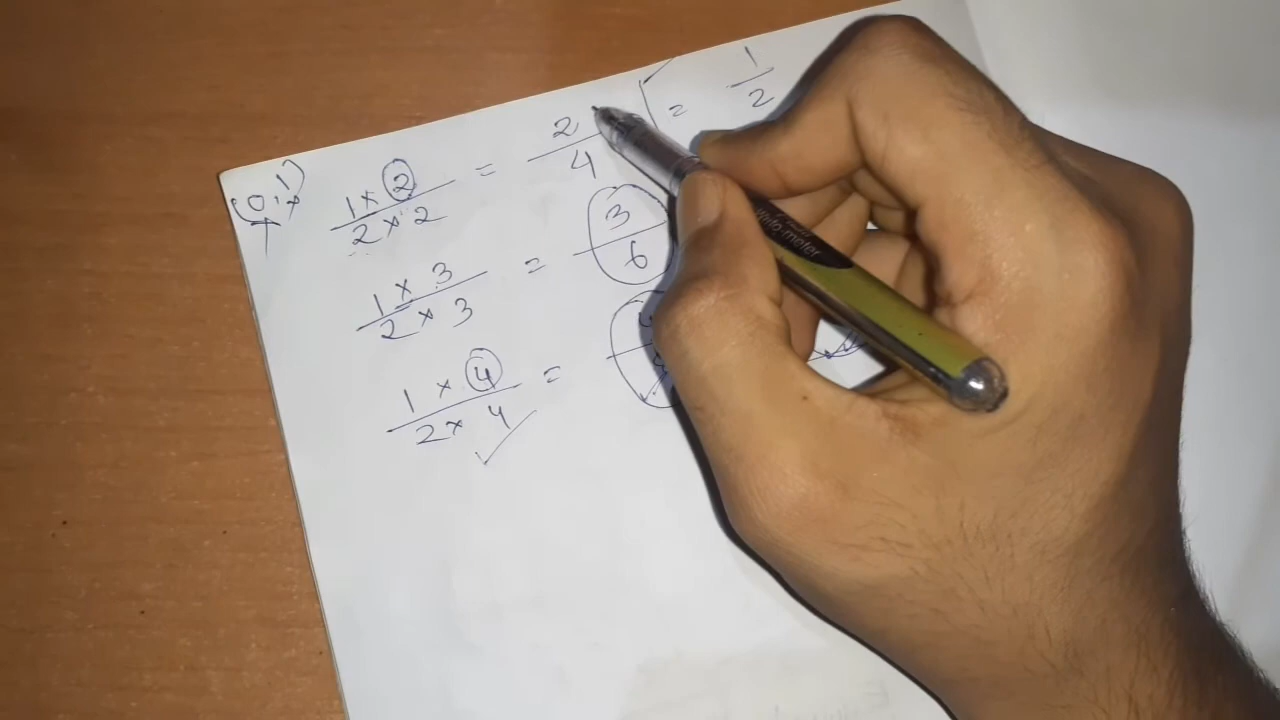 Q.1) 1 × 2 / 2 × 2 = 2 / 4 = 1 / 2
1 × 3 / 2 × 3 = 3 / 6
1 × 4 / 2 × 4 =